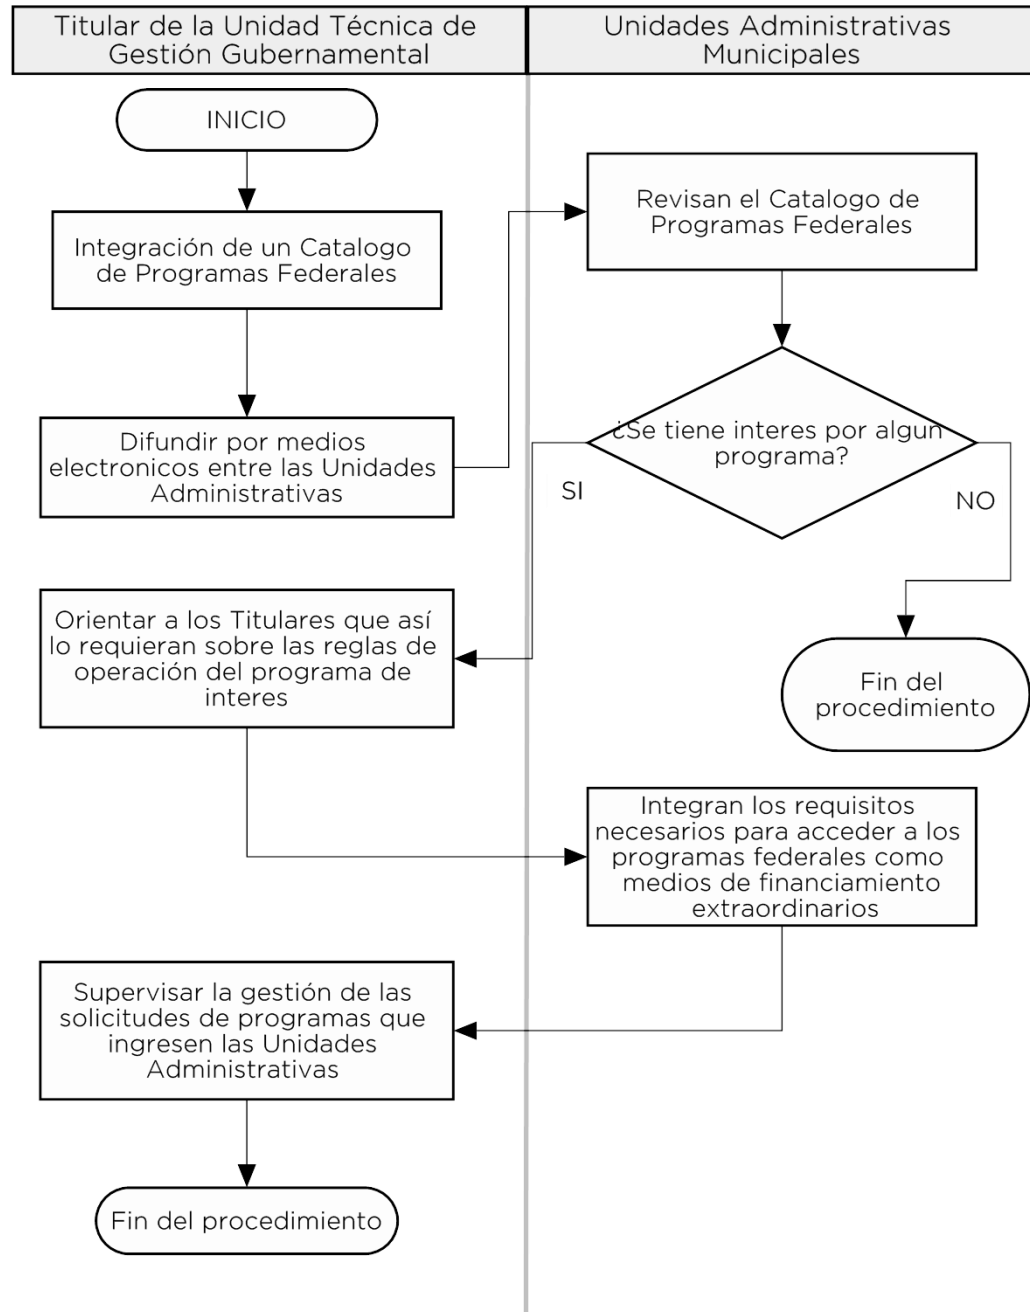 Titular de la Unidad Técnica de
Gestión Gubernamental
Unidades Administrativas
Municipales
INICIO
Integración de un Catalogo
de Programas Federales
Difundir por medios
electronicos entre las Unidades
Administrativas
Revisan el Catalogo de
Programas Federales
¿Se tiene interes por algun
programa?
SI
NO
Fin del
procedimiento
Orientar a los Titulares que así
lo requieran sobre las reglas de
operación del programa de
interes
Integran los requisitos
necesarios para acceder a los
programas federales como
medios de financiamiento
extraordinarios
Supervisar la gestión de las
solicitudes de programas que
ingresen las Unidades
Administrativas
Fin del procedimiento